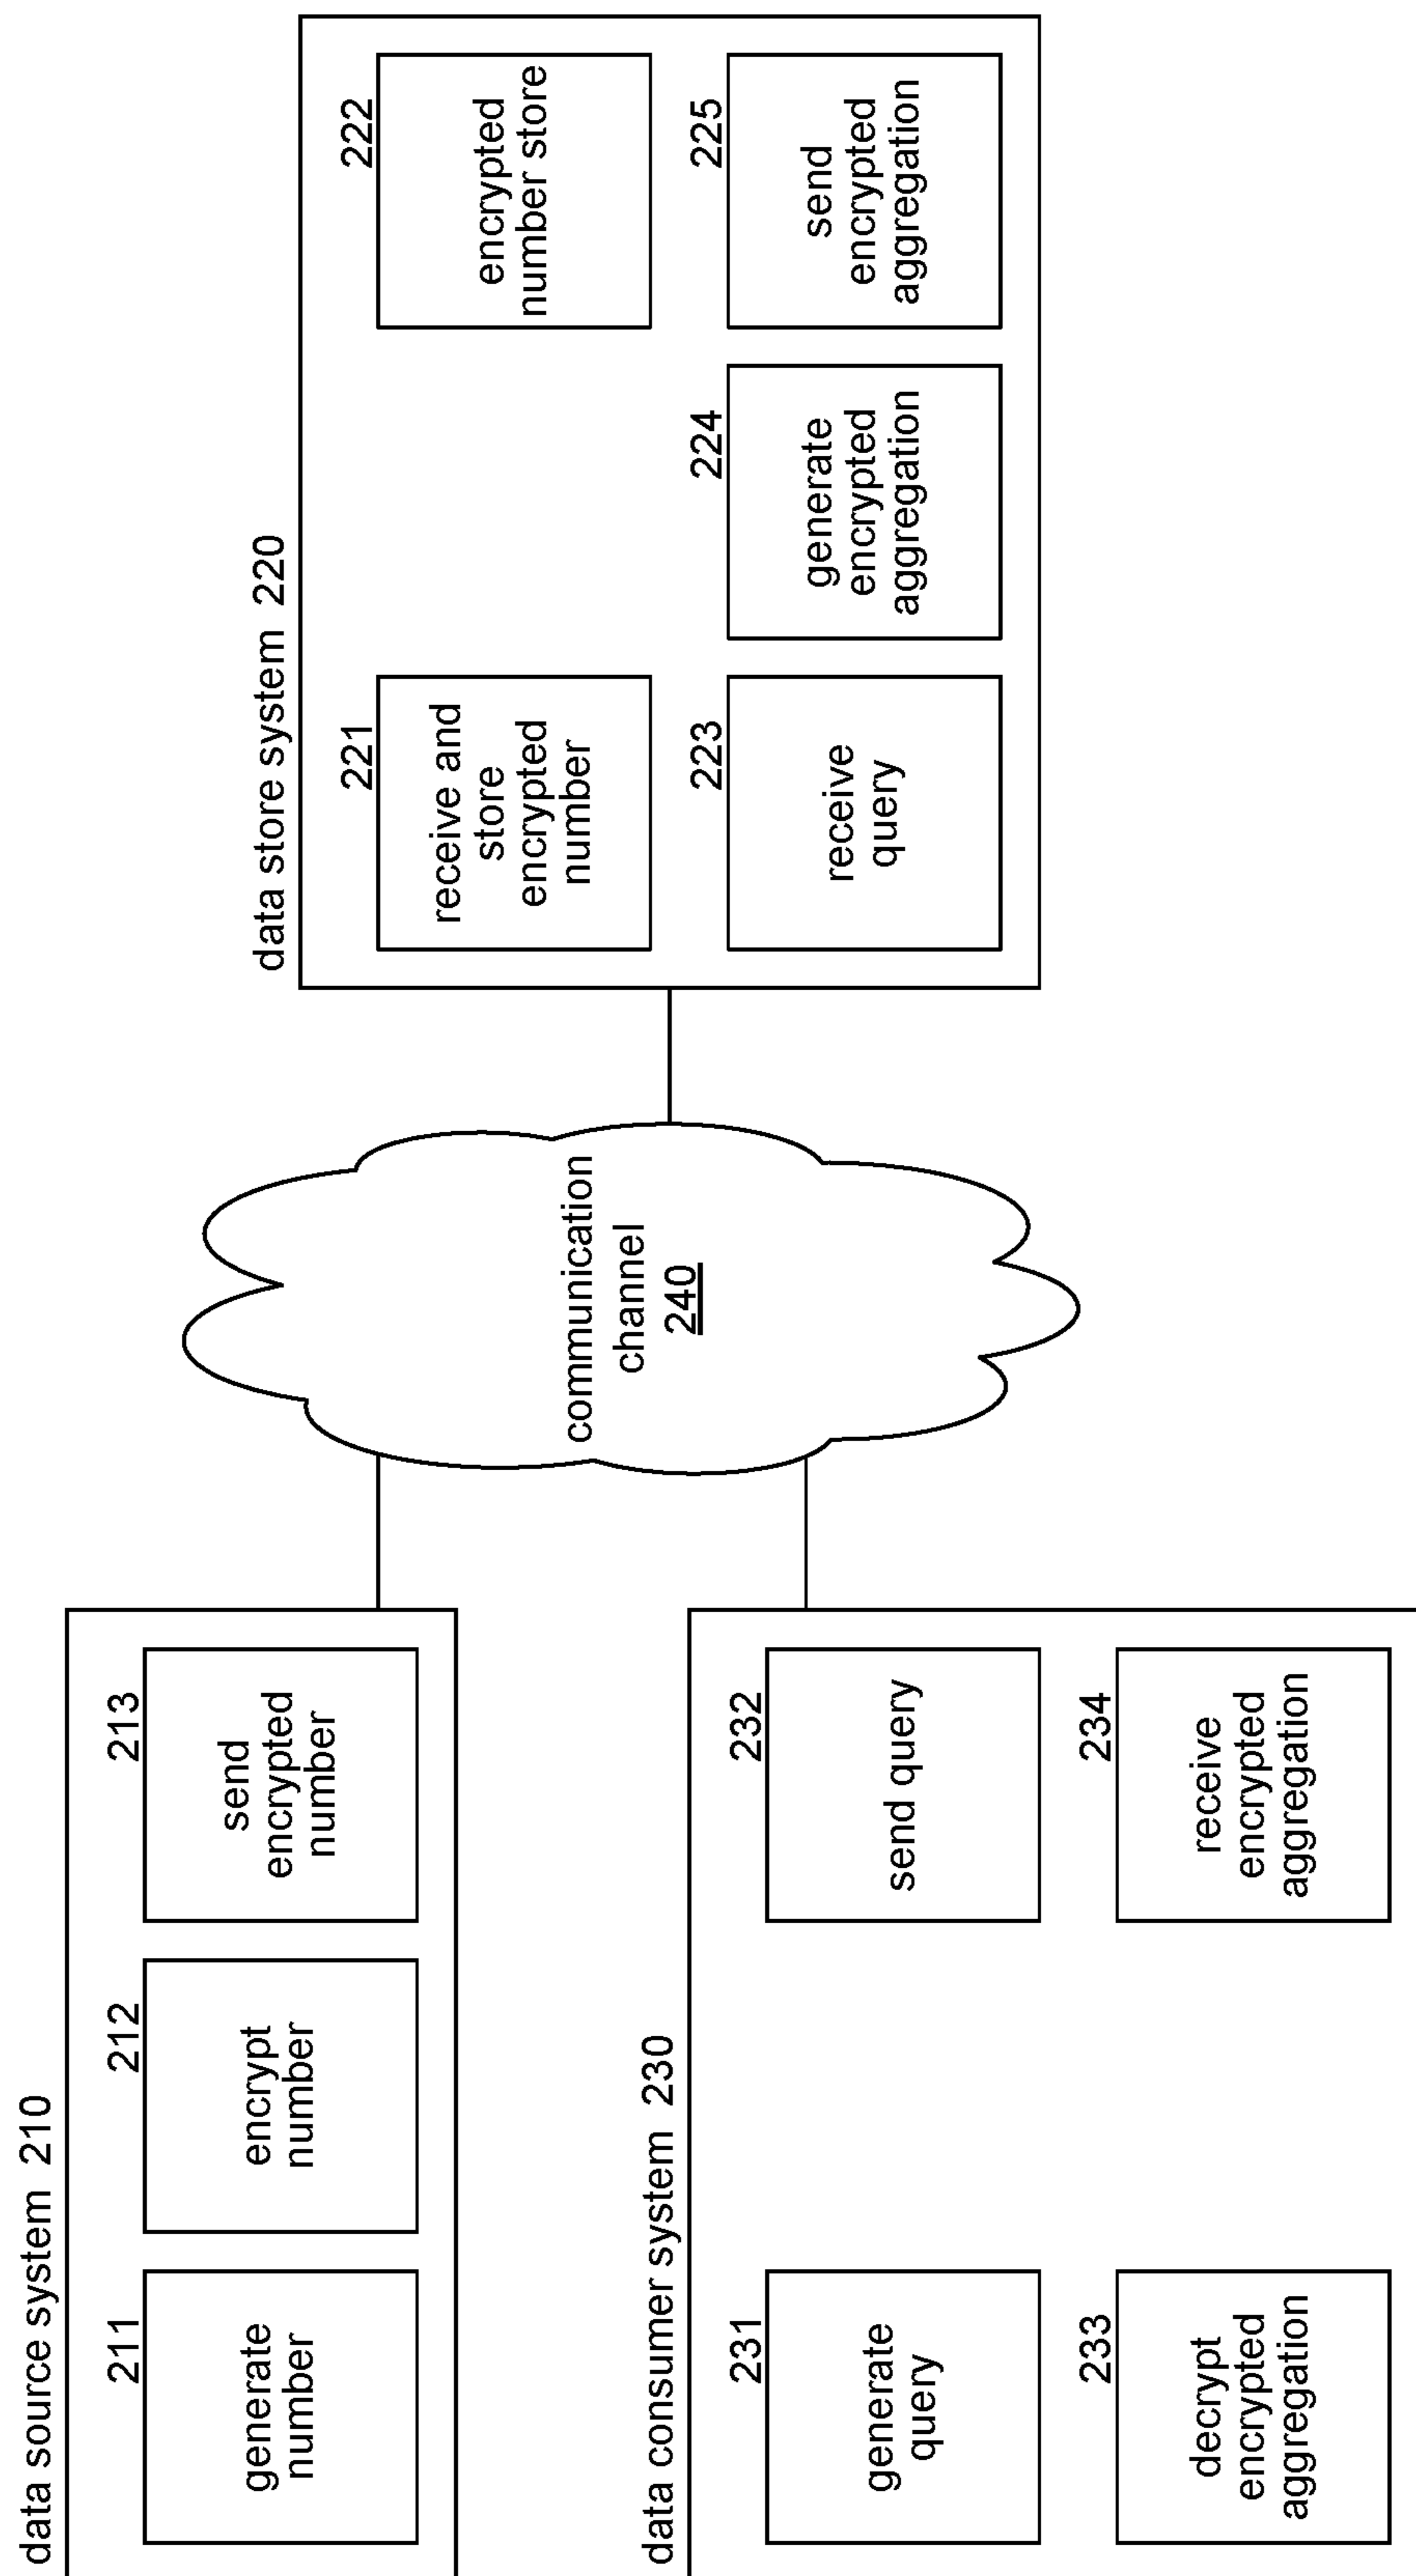 data source system 210
211
generate
number
212
encrypt
number
213
send
encrypted
number
data consumer system 230
231
generate
query
232
send query
233
decrypt
encrypted
aggregation
234
receive
encrypted
aggregation
communication
channel
240
data store system 220
221
receive and
store
encrypted
number
222
encrypted
number store
223
receive
query
224
generate
encrypted
aggregation
225
send
encrypted
aggregation